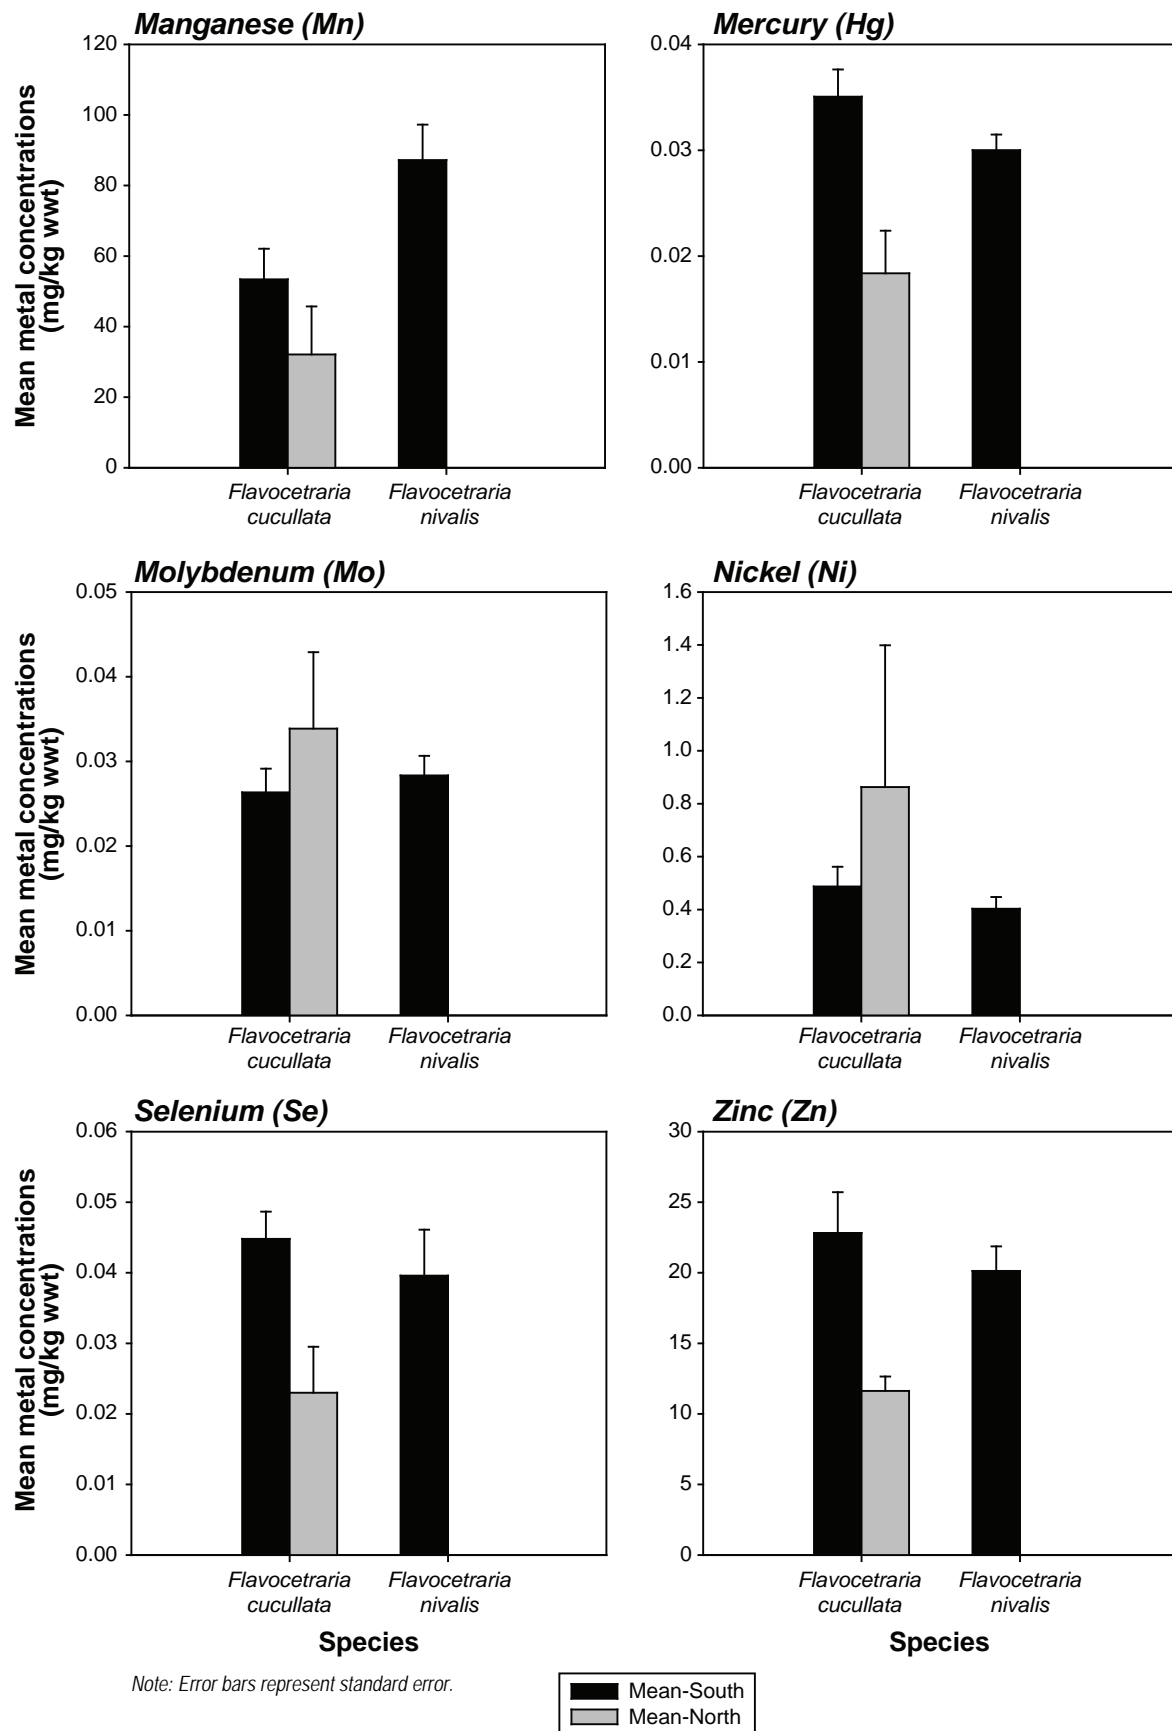 Manganese (Mn)
Mean metal concentrations
(mg/kg wwt)
120
100
80
60
40
20
0
Flavocetraria
cucullata
Flavocetraria
nivalis
Mercury (Hg)
0.04
0.03
0.02
0.01
0.00
Flavocetraria
cucullata
Flavocetraria
nivalis
Molybdenum (Mo)
Mean metal concentrations
(mg/kg wwt)
0.05
0.04
0.03
0.02
0.01
0.00
Flavocetraria
cucullata
Flavocetraria
nivalis
Nickel (Ni)
1.6
1.4
1.2
1.0
0.8
0.6
0.4
0.2
0.0
Flavocetraria
cucullata
Flavocetraria
nivalis
Selenium (Se)
Mean metal concentrations
(mg/kg wwt)
0.06
0.05
0.04
0.03
0.02
0.01
0.00
Flavocetraria
cucullata
Flavocetraria
nivalis
Species
Zinc (Zn)
30
25
20
15
10
5
0
Flavocetraria
cucullata
Flavocetraria
nivalis
Species
Note: Error bars represent standard error.
Mean-South
Mean-North